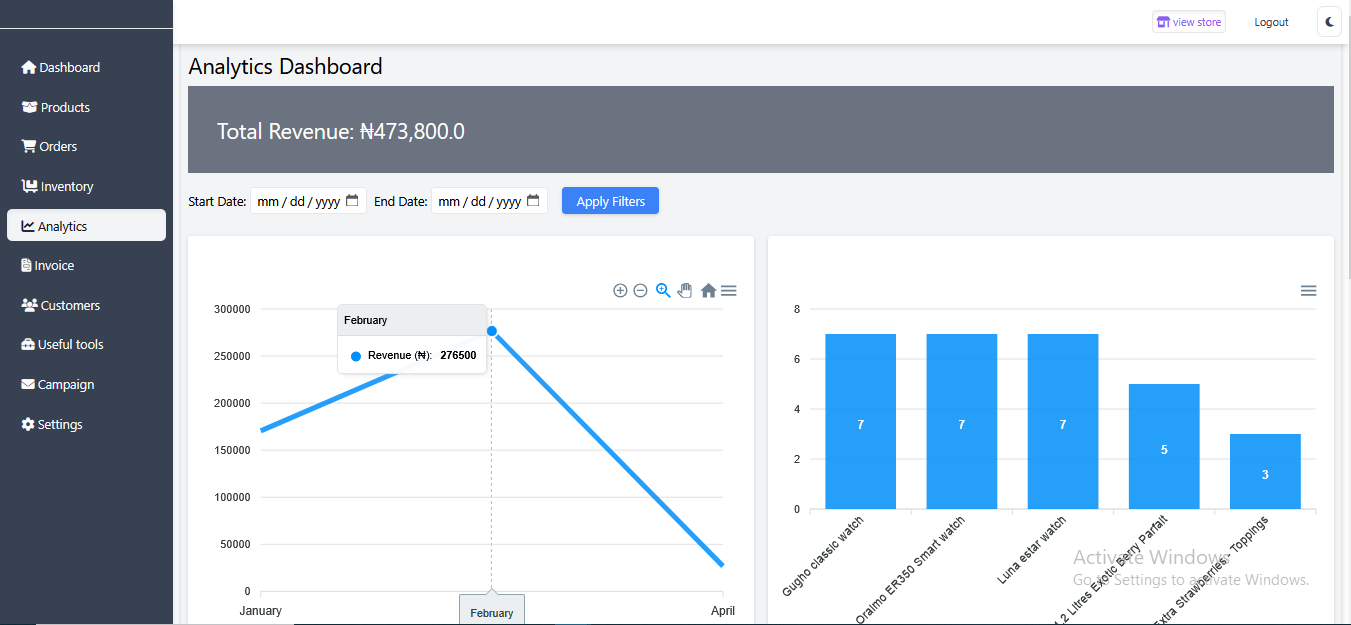 view store
Logout
Dashboard
Products
Orders
Inventory
Analytics
Invoice
Customers
Useful tools
Campaign
Settings
Analytics Dashboard
Total Revenue: ₦473,800.0
Start Date: mm / dd / yyyy End Date: mm / dd / yyyy Apply Filters
300000
250000
200000
150000
100000
50000
0
February
Revenue (₦): 276500
January
February
April
8
6
4
2
0
7
7
7
5
3
Gugho classic watch
Oraimo ER350 Smart watch
Luna estar watch
1.2 Litres Exotic Berry Parfait
Extra Strawberries - Toppings
Activate Windows
Go to Settings to activate Windows.